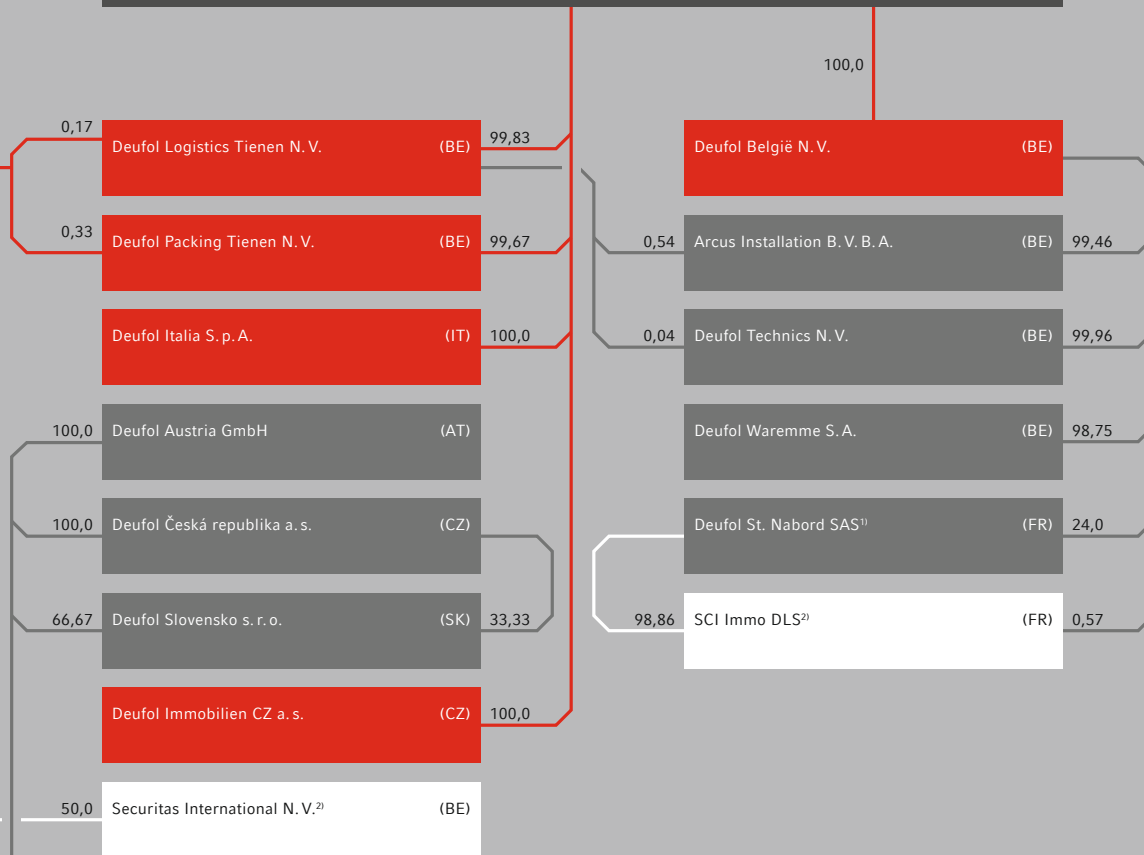 100,0
0,17 Deufol Logistics Tienen N. V. (BE) 99,83
0,33 Deufol Packing Tienen N. V. (BE) 99,67
Deufol Italia S. p. A. (IT) 100,0
100,0 Deufol Austria GmbH (AT)
100,0 Deufol Česká republika a. s. (CZ)
66,67 Deufol Slovensko s. r. o. (SK) 33,33
Deufol Immobilien CZ a. s. (CZ) 100,0
50,0 Securitas International N. V.²⁾ (BE)
Deufol België N. V. (BE)
0,54 Arcus Installation B. V. B. A. (BE) 99,46
0,04 Deufol Technics N. V. (BE) 99,96
Deufol Waremme S. A. (BE) 98,75
Deufol St. Nabord SAS¹⁾ (FR) 24,0
98,86 SCI Immo DLS²⁾ (FR) 0,57